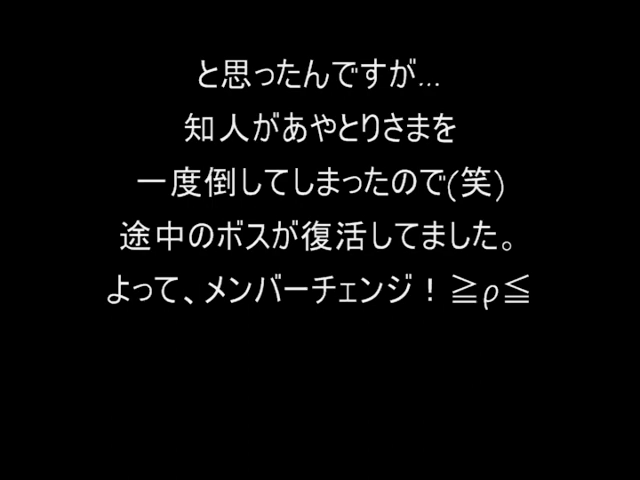 と思ったんですが...
知人があやとりさまを
一度倒してしまったので(笑)
途中のボスが復活してました。
よって、メンバーチェンジ！≧ρ≦